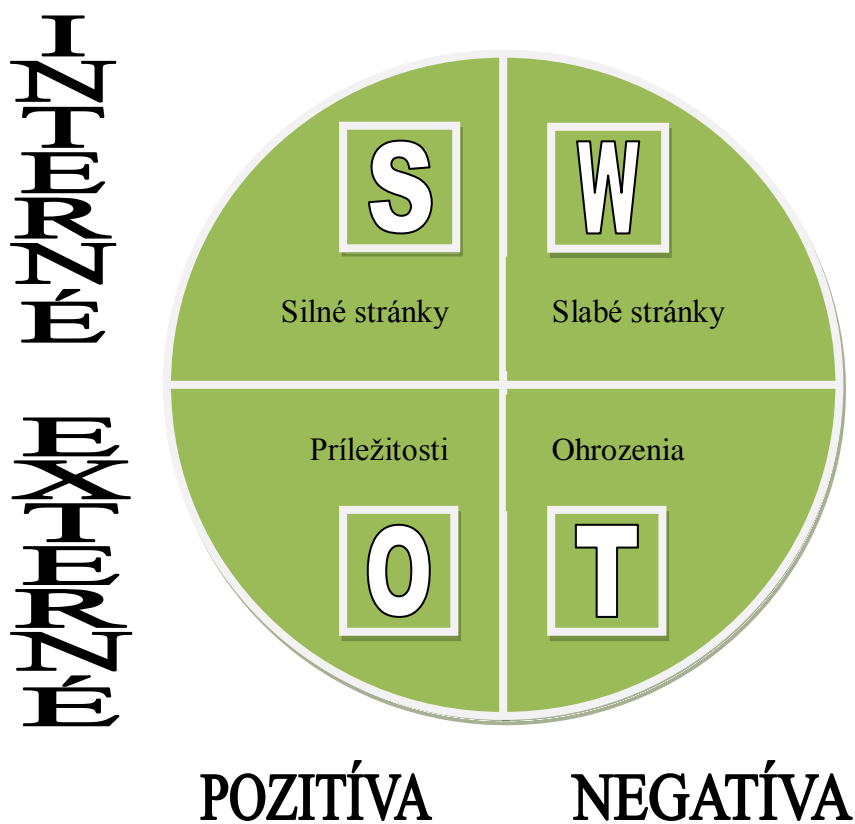 INTERNÉ
S W
Silné stránky Slabé stránky
EXTERNÉ
Príležitosti Ohrozenia
O T
POZITÍVA NEGATÍVA